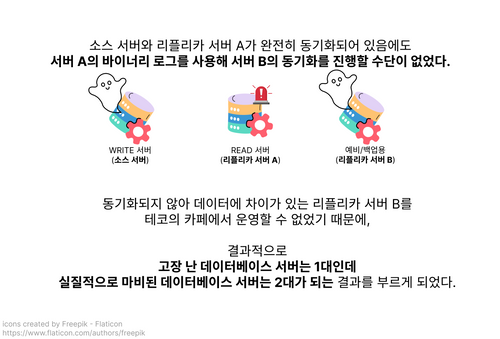 소스 서버와 리플리카 서버 A가 완전히 동기화되어 있음에도
서버 A의 바이너리 로그를 사용해 서버 B의 동기화를 진행할 수단이 없었다.
WRITE 서버
(소스 서버)
READ 서버
(리플리카 서버 A)
예비/백업용
(리플리카 서버 B)
동기화되지 않아 데이터에 차이가 있는 리플리카 서버 B를
테코의 카페에서 운영할 수 없었기 때문에,
결과적으로
고장 난 데이터베이스 서버는 1대인데
실질적으로 마비된 데이터베이스 서버는 2대가 되는 결과를 부르게 되었다.
icons created by Freepik - Flaticon
https://www.flaticon.com/authors/freepik